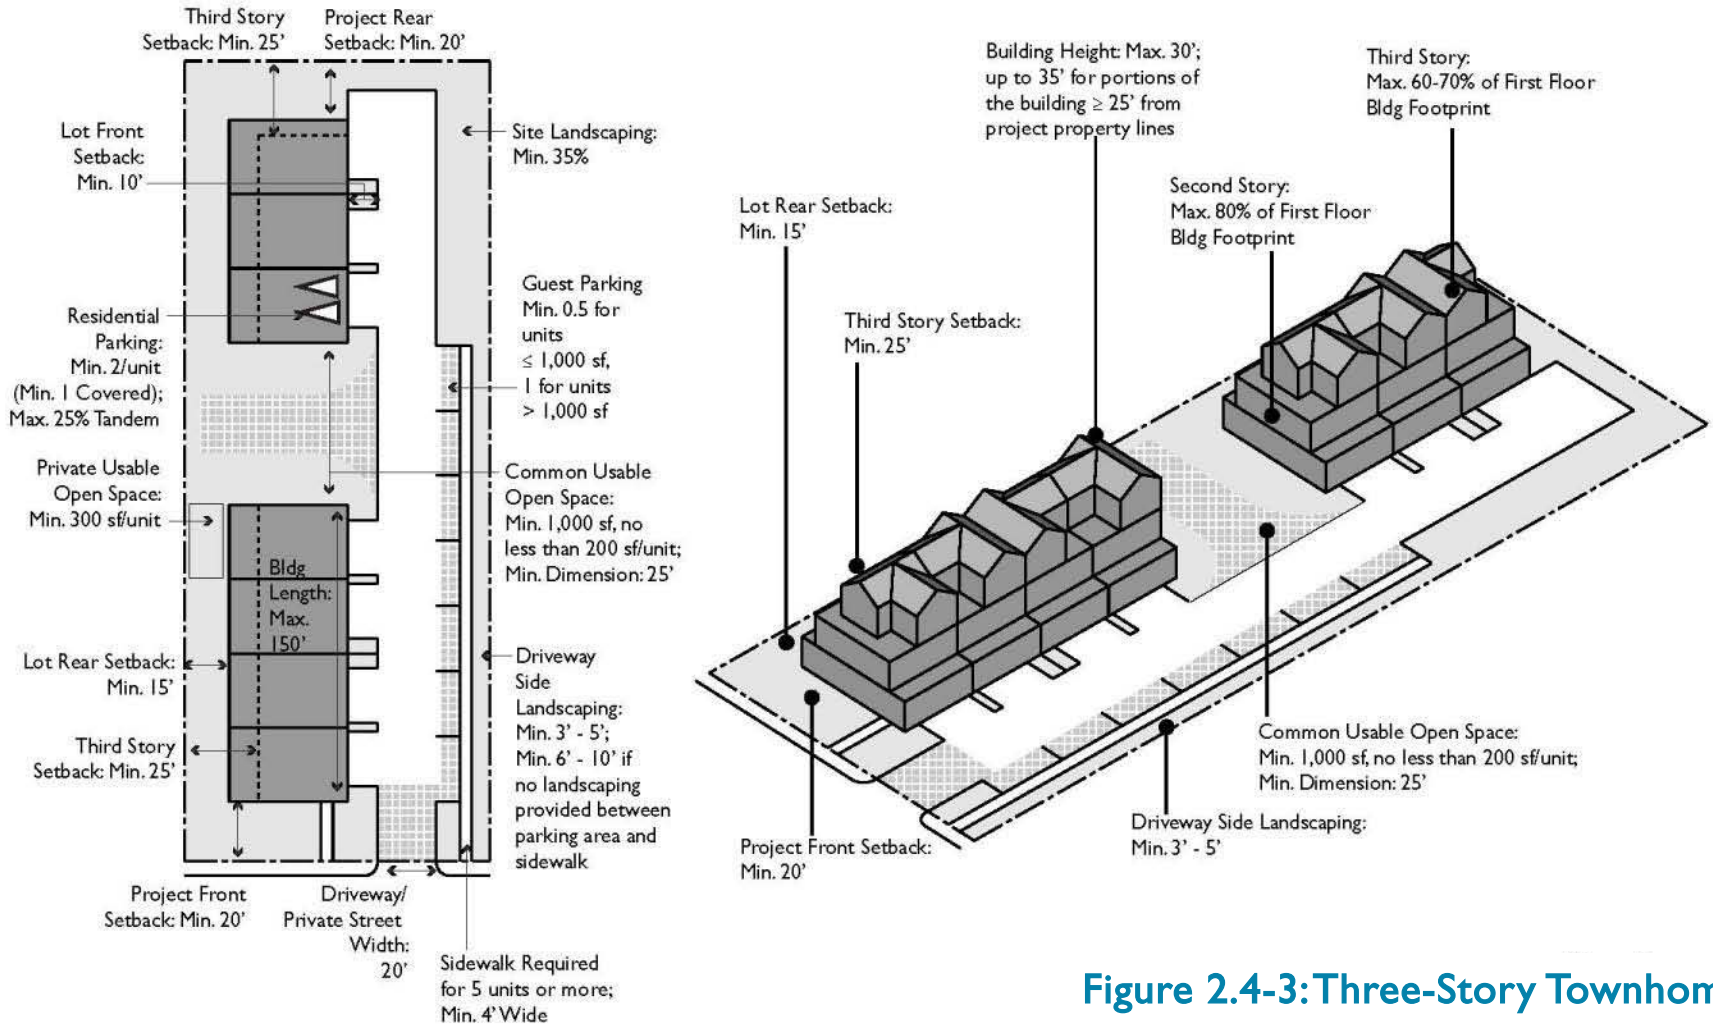 Third Story
Setback: Min. 25’
Project Rear
Setback: Min. 20’
Lot Front
Setback:
Min. 10’
Site Landscaping:
Min. 35%
Residential
Parking:
Min. 2/unit
(Min. 1 Covered);
Max. 25% Tandem
Guest Parking
Min. 0.5 for
units
≤ 1,000 sf,
1 for units
> 1,000 sf
Private Usable
Open Space:
Min. 300 sf/unit
Common Usable
Open Space:
Min. 1,000 sf, no
less than 200 sf/unit;
Min. Dimension: 25’
Bldg
Length:
Max.
150’
Lot Rear Setback:
Min. 15’
Driveway
Side
Landscaping:
Min. 3’ - 5’;
Min. 6’ - 10’ if
no landscaping
provided between
parking area and
sidewalk
Third Story
Setback: Min. 25’
Project Front
Setback: Min. 20’
Driveway/
Private Street
Width:
20’
Sidewalk Required
for 5 units or more;
Min. 4’ Wide
Building Height: Max. 30’;
up to 35’ for portions of
the building ≥ 25’ from
project property lines
Third Story:
Max. 60-70% of First Floor
Bldg Footprint
Second Story:
Max. 80% of First Floor
Bldg Footprint
Lot Rear Setback:
Min. 15’
Third Story Setback:
Min. 25’
Common Usable Open Space:
Min. 1,000 sf, no less than 200 sf/unit;
Min. Dimension: 25’
Driveway Side Landscaping:
Min. 3’ - 5’
Project Front Setback:
Min. 20’
Figure 2.4-3: Three-Story Townhom